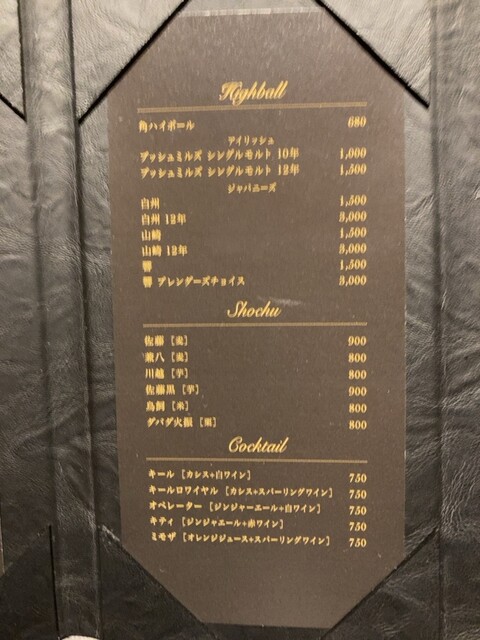 Highball
角ハイボール 680
アイリッシュ
ブッシュミルズ シングルモルト 10年 1,000
ブッシュミルズ シングルモルト 12年 1,500
ジャパニーズ
白州 1,500
白州 12年 3,000
山崎 1,500
山崎 12年 3,000
響 1,500
響 ブレンダーズチョイス 3,000
Shochu
佐藤 [麦] 900
兼八 [麦] 800
川越 [芋] 800
佐藤黒 [芋] 900
鳥飼 [米] 800
ダバダ火振 [栗] 800
Cocktail
キール [カシス+白ワイン] 750
キールロワイヤル [カシス+スパーリングワイン] 750
オペレーター [ジンジャーエール+白ワイン] 750
キティ [ジンジャエール+赤ワイン] 750
ミモザ [オレンジジュース+スパーリングワイン] 750